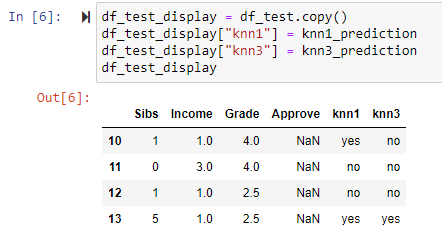 In [6]: df_test_display = df_test.copy()
df_test_display["knn1"] = knn1_prediction
df_test_display["knn3"] = knn3_prediction
df_test_display
Out[6]:
Sibs Income Grade Approve knn1 knn3
10 1 1.0 4.0 NaN yes no
11 0 3.0 4.0 NaN no no
12 1 1.0 2.5 NaN no no
13 5 1.0 2.5 NaN yes yes